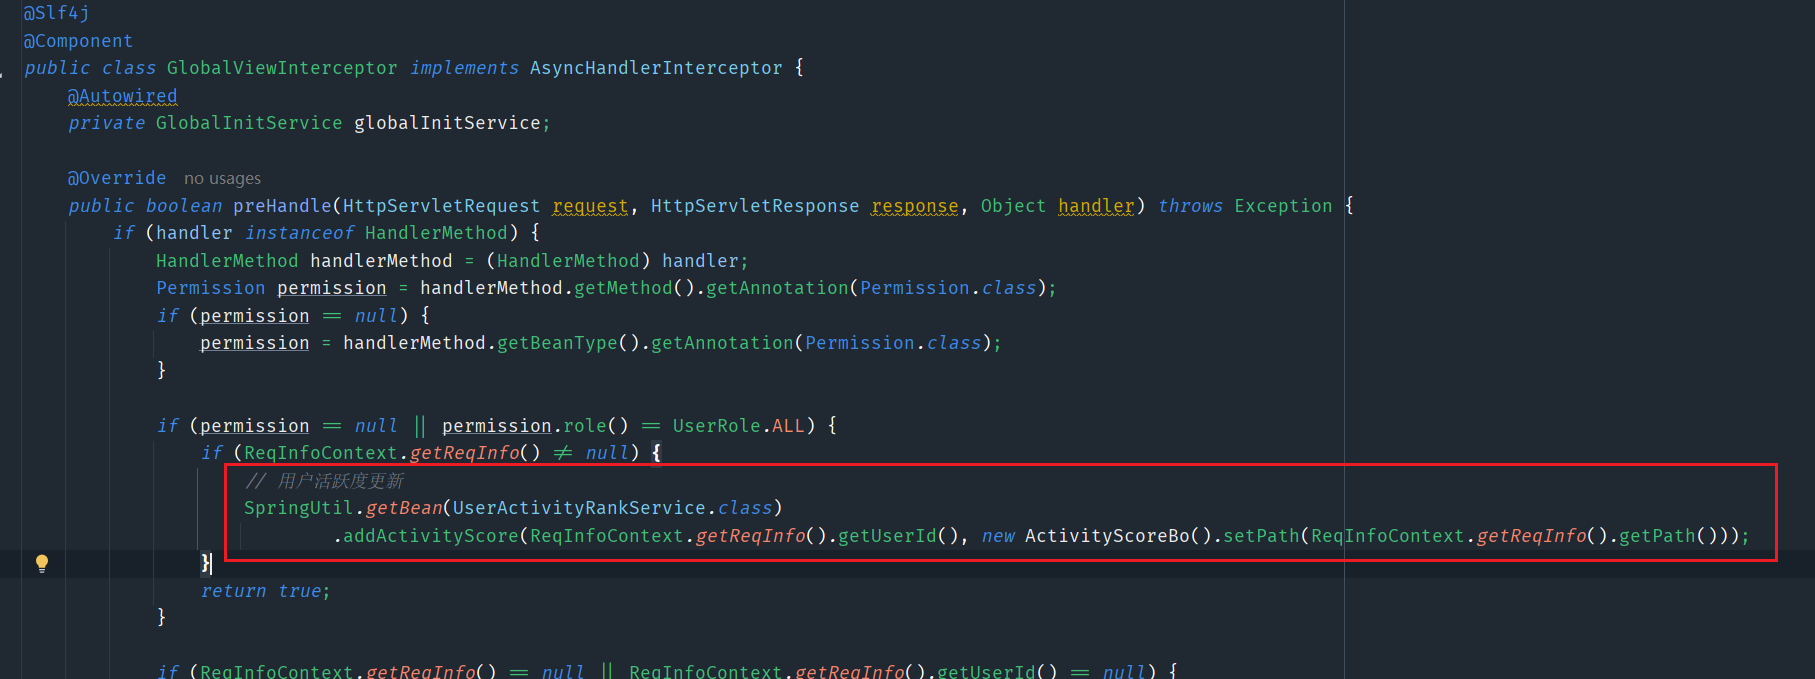 @Slf4j
@Component
public class GlobalViewInterceptor implements AsyncHandlerInterceptor {
@Autowired
private GlobalInitService globalInitService;
@Override no usages
public boolean preHandle(HttpServletRequest request, HttpServletResponse response, Object handler) throws Exception {
if (handler instanceof HandlerMethod) {
HandlerMethod handlerMethod = (HandlerMethod) handler;
Permission permission = handlerMethod.getMethod().getAnnotation(Permission.class);
if (permission == null) {
permission = handlerMethod.getBeanType().getAnnotation(Permission.class);
}
if (permission == null || permission.role() == UserRole.ALL) {
if (ReqInfoContext.getReqInfo() != null) {
// 用户活跃度更新
SpringUtil.getBean(UserActivityRankService.class)
.addActivityScore(ReqInfoContext.getReqInfo().getUserId(), new ActivityScoreBo().setPath(ReqInfoContext.getReqInfo().getPath()));
}
return true;
}
if (ReqInfoContext.getReqInfo() == null || ReqInfoContext.getReqInfo().getUserId() == null) {